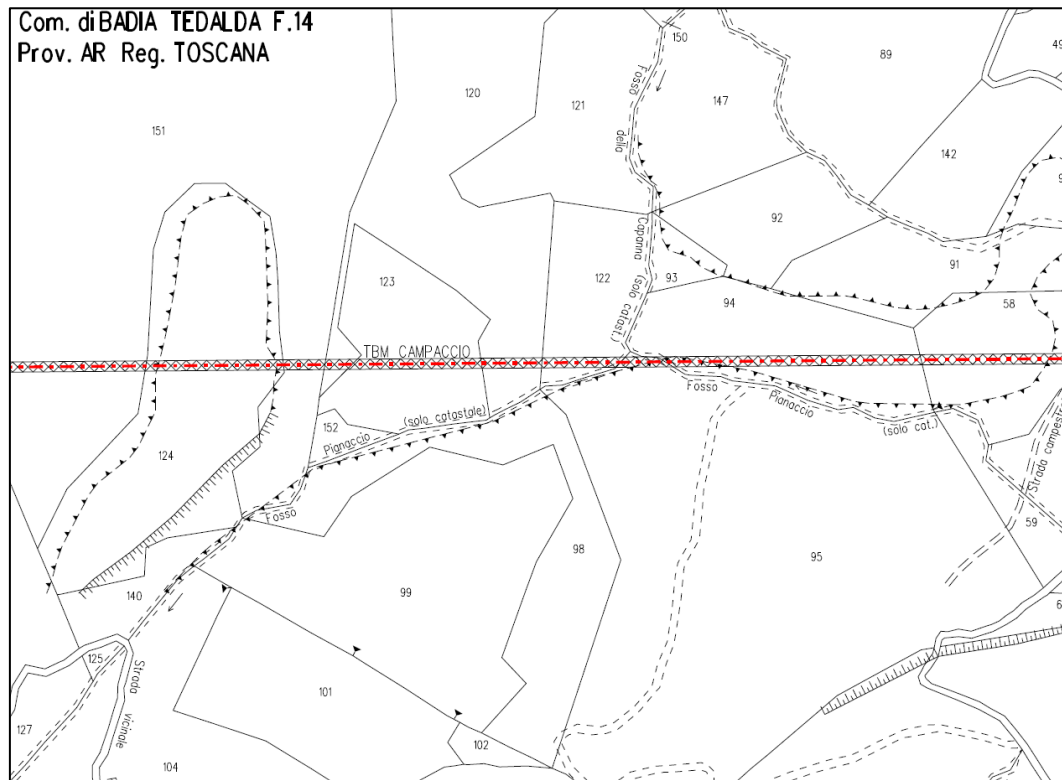 Com. di BADIA TEDALDA F.14
Prov. AR Reg. TOSCANA
150
89
49
120
121
147
151
Fosso
della
142
92
Capanna (solo catast.)
91
123
122
93
94
58
TBM CAMPACCIO
Fosso
Pianaccio
(solo cat.)
(solo catastale)
Pianaccio
152
124
Strada campest
Fosso
59
98
95
99
140
125
Strada vicinale
101
127
102
104